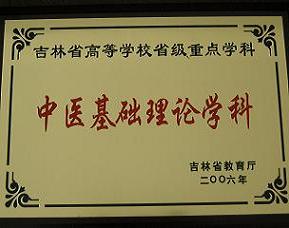 吉林省高等学校省级重点学科
中医基础理论学科
吉林省教育厅
二〇〇六年